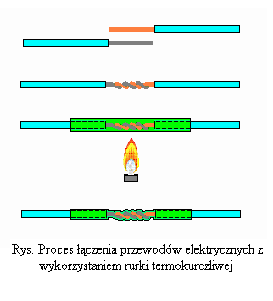 Rys. Proces łączenia przewodów elektrycznych z
wykorzystaniem rurki termokurczliwej